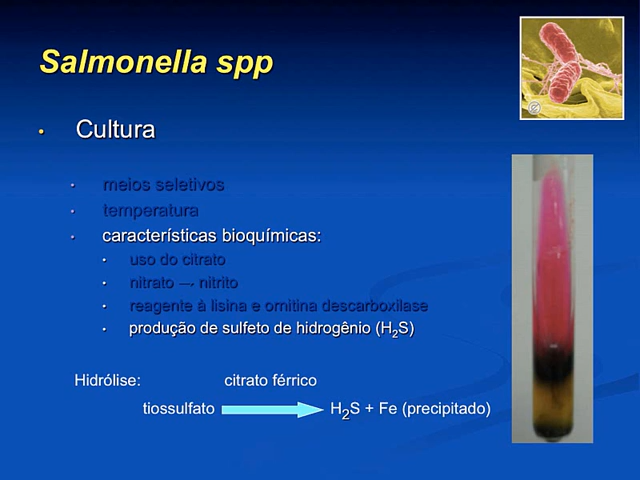 Salmonella spp
• Cultura
• meios seletivos
• temperatura
• características bioquímicas:
• uso do citrato
• nitrato → nitrito
• reagente à lisina e ornitina descarboxilase
• produção de sulfeto de hidrogênio (H₂S)
Hidrólise: citrato férrico
tiossulfato → H₂S + Fe (precipitado)